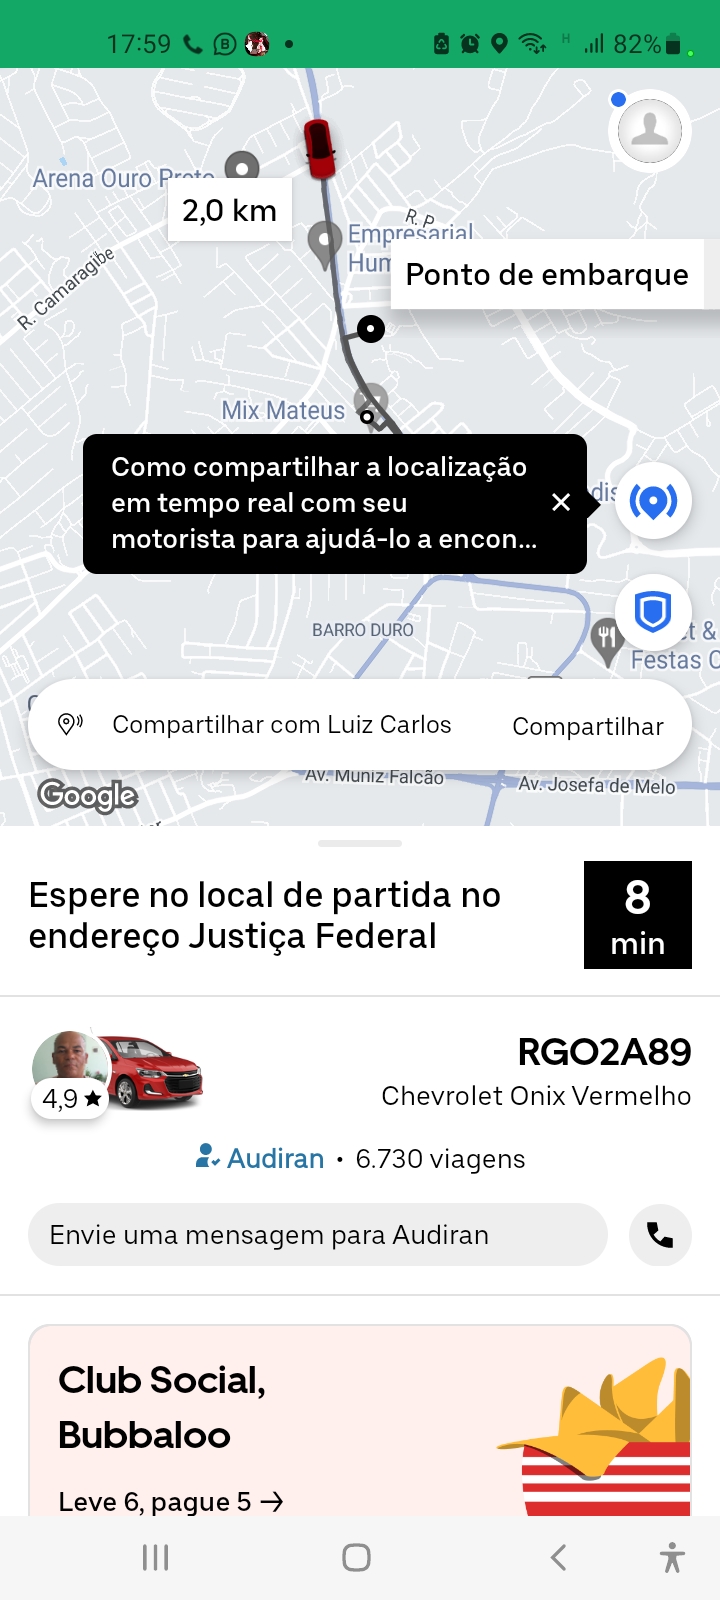 17:59
82%
Arena Ouro Preto
2,0 km
R. P
Empresarial
Hum
R. Camaragibe
Ponto de embarque
Mix Mateus
Como compartilhar a localização
em tempo real com seu
motorista para ajudá-lo a encon...
dis
BARRO DURO
t &
Festas C
Compartilhar com Luiz Carlos
Compartilhar
Av. Muniz Falcão
Av. Josefa de Melo
Google
Espere no local de partida no
endereço Justiça Federal
8
min
RGO2A89
4,9 ★
Chevrolet Onix Vermelho
Audiran • 6.730 viagens
Envie uma mensagem para Audiran
Club Social,
Bubbaloo
Leve 6, pague 5 →